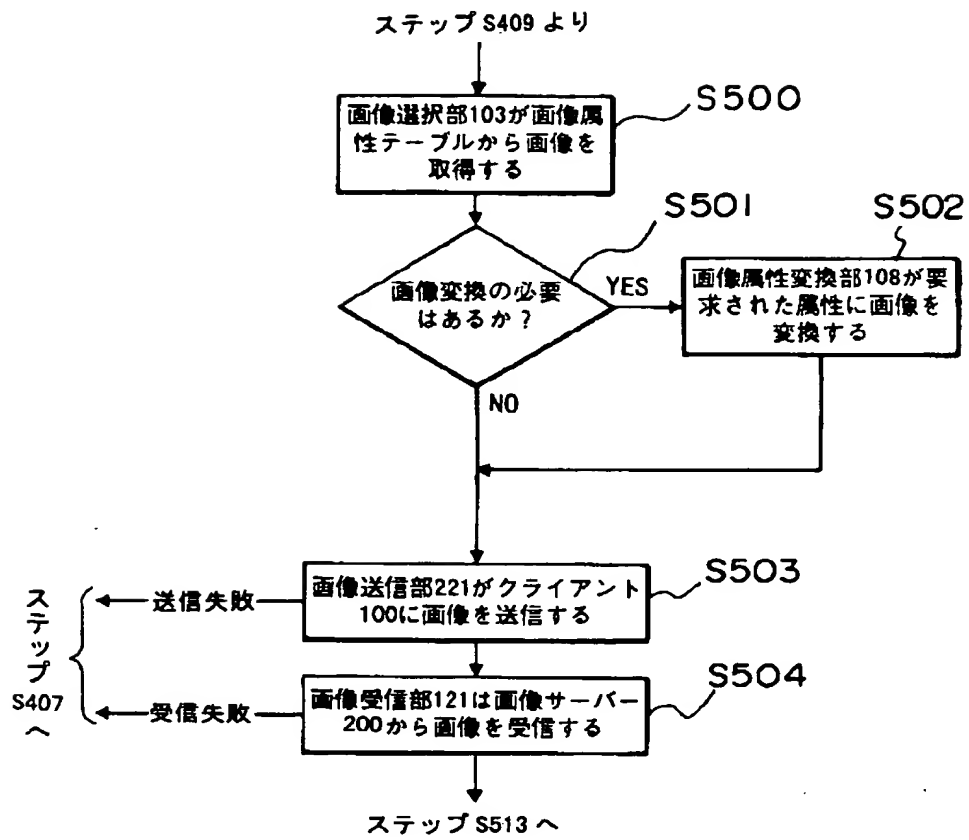 ステップS409より
S500
画像選択部103が画像属
性テーブルから画像を
取得する
S501
S502
画像変換の必要
はあるか？
YES
画像属性変換部108が要
求された属性に画像を
変換する
NO
S503
画像送信部221がクライアント
100に画像を送信する
送信失敗
ステップ
S407
へ
S504
画像受信部121は画像サーバー
200から画像を受信する
受信失敗
ステップS513へ